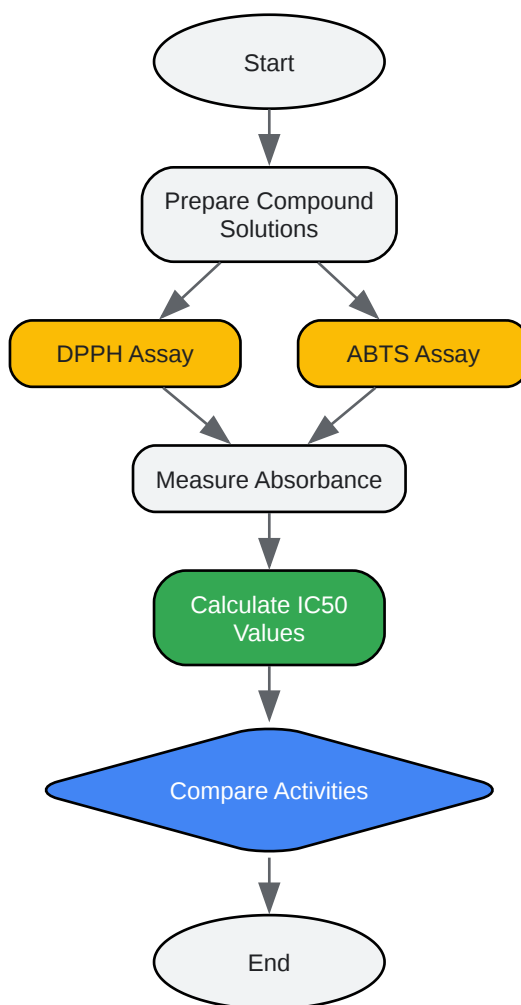 Start
Prepare Compound
Solutions
DPPH Assay
ABTS Assay
Measure Absorbance
Calculate IC50
Values
Compare Activities
End